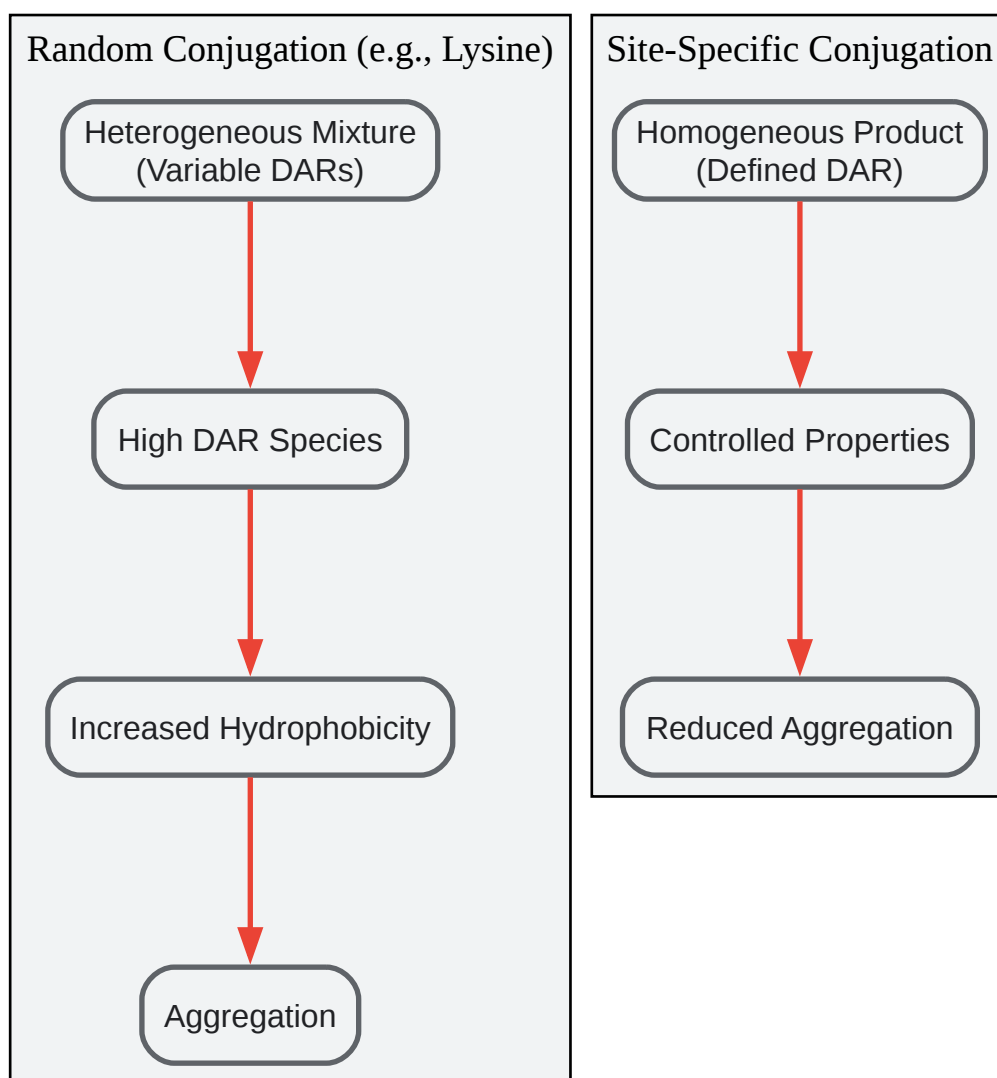 Random Conjugation (e.g., Lysine)
Heterogeneous Mixture
(Variable DARs)
High DAR Species
Increased Hydrophobicity
Aggregation
Site-Specific Conjugation
Homogeneous Product
(Defined DAR)
Controlled Properties
Reduced Aggregation